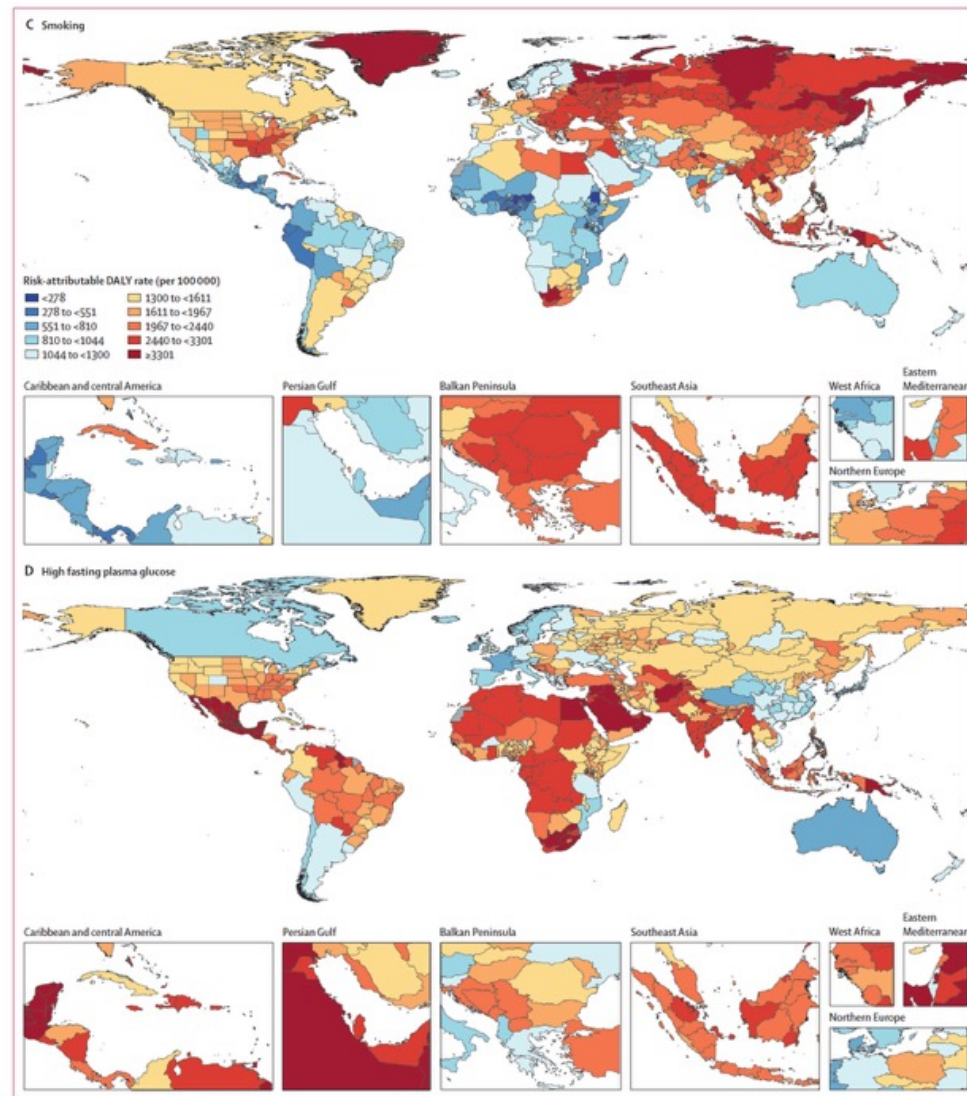 C Smoking
Risk-attributable DALY rate (per 100 000)
<278
278 to <551
551 to <810
810 to <1044
1044 to <1300
1300 to <1611
1611 to <1967
1967 to <2440
2440 to <3301
≥3301
Caribbean and central America
Persian Gulf
Balkan Peninsula
Southeast Asia
West Africa
Eastern
Mediterranean
Northern Europe
D High fasting plasma glucose
Caribbean and central America
Persian Gulf
Balkan Peninsula
Southeast Asia
West Africa
Eastern
Mediterranean
Northern Europe